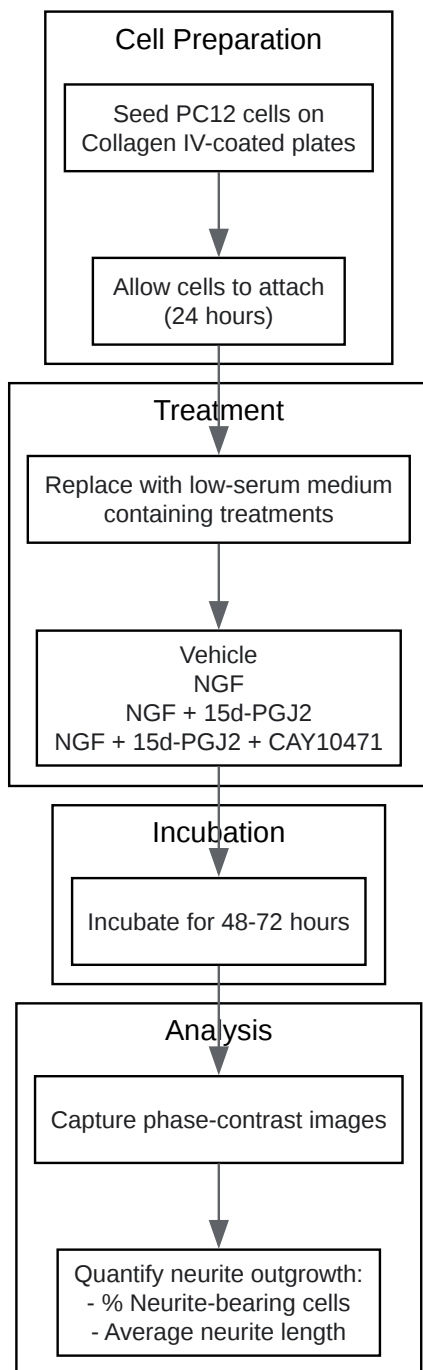 Cell Preparation
Seed PC12 cells on
Collagen IV-coated plates
Allow cells to attach
(24 hours)
Treatment
Replace with low-serum medium
containing treatments
Vehicle
NGF
NGF + 15d-PGJ2
NGF + 15d-PGJ2 + CAY10471
Incubation
Incubate for 48-72 hours
Analysis
Capture phase-contrast images
Quantify neurite outgrowth:
- % Neurite-bearing cells
- Average neurite length